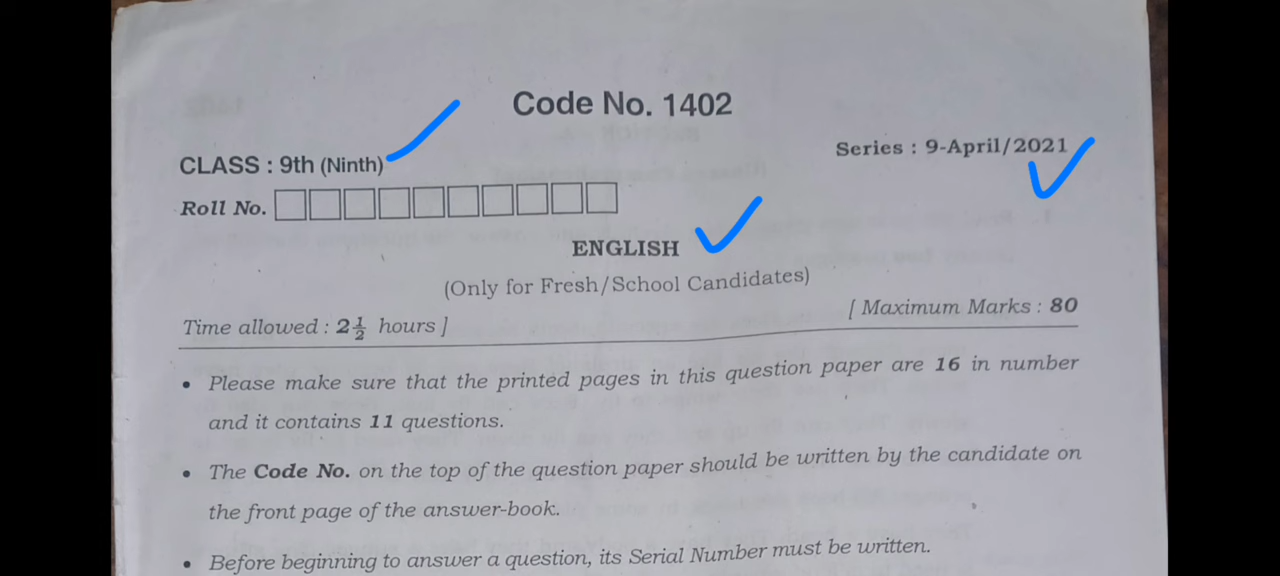 Code No. 1402
CLASS : 9th (Ninth)
Series : 9-April/2021
Roll No.
ENGLISH
(Only for Fresh/School Candidates)
Time allowed : 2½ hours ]
[ Maximum Marks : 80
• Please make sure that the printed pages in this question paper are 16 in number
and it contains 11 questions.
• The Code No. on the top of the question paper should be written by the candidate on
the front page of the answer-book.
• Before beginning to answer a question, its Serial Number must be written.